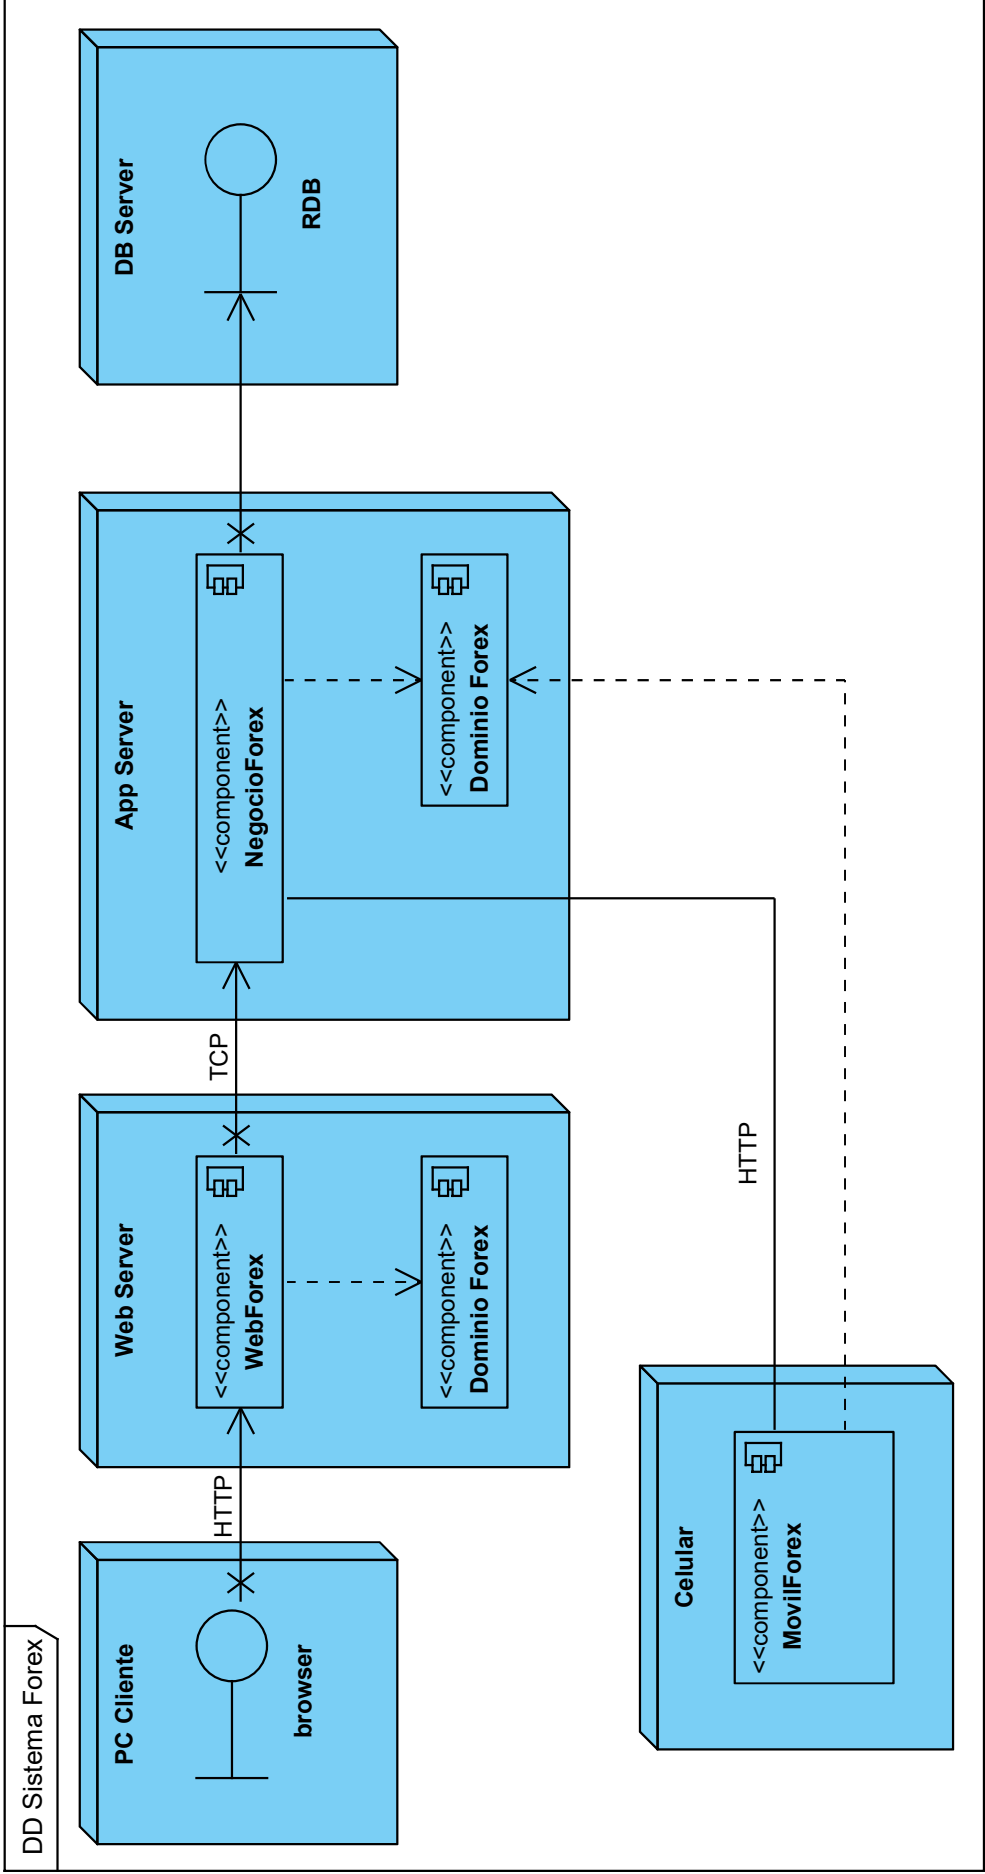 DD Sistema Forex
PC Cliente
browser
HTTP
Web Server
<<component>>
WebForex
<<component>>
Dominio Forex
TCP
App Server
<<component>>
NegocioForex
<<component>>
Dominio Forex
DB Server
RDB
Celular
<<component>>
MovilForex
HTTP